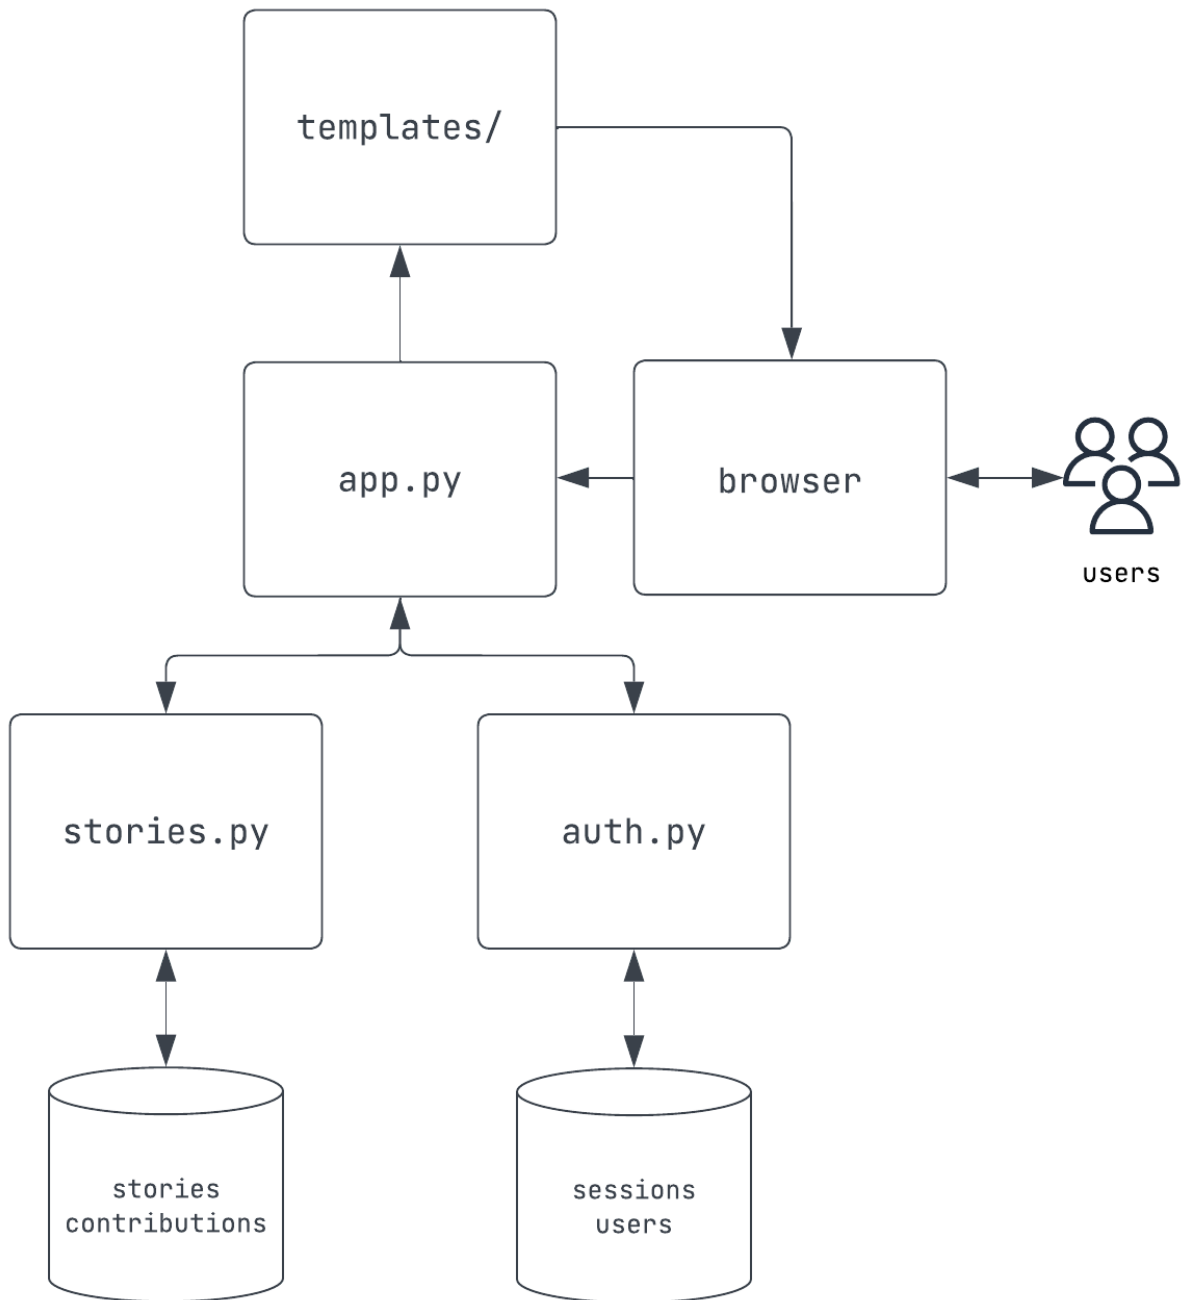 templates/
app.py
browser
users
stories.py
auth.py
stories
contributions
sessions
users